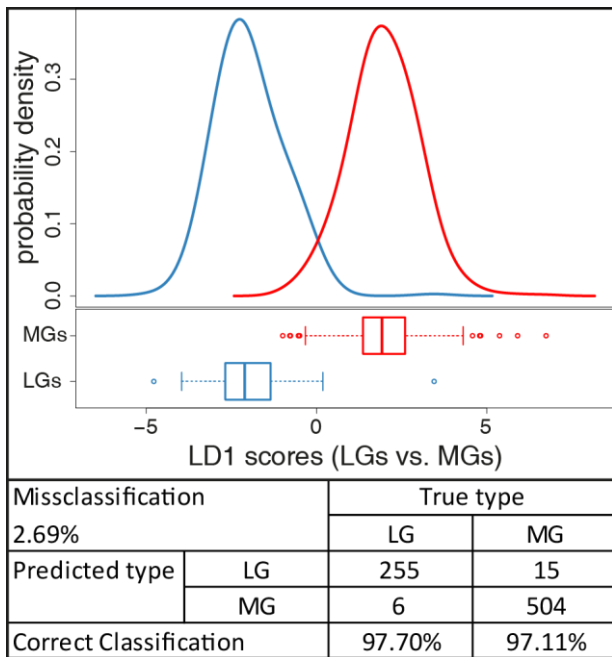 probability density
0.3
0.2
0.1
0.0
MGs
LGs
−5 0 5
LD1 scores (LGs vs. MGs)
Missclassification True type
2.69% LG MG
Predicted type LG 255 15
MG 6 504
Correct Classification 97.70% 97.11%